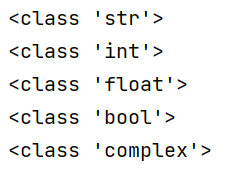 <class 'str'>
<class 'int'>
<class 'float'>
<class 'bool'>
<class 'complex'>